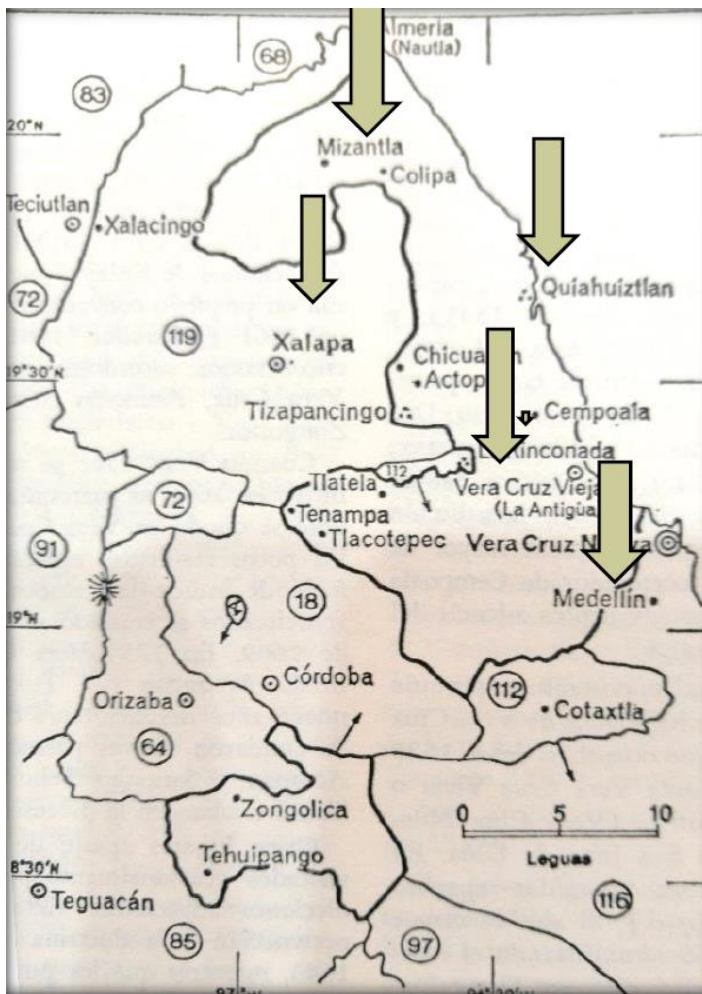 Almeria
(Nautla)
68
83
20°N
Mizantla
Colipa
Teciutlan
Xalacingo
72
Quiahuiztlan
119
Xalapa
19°30'N
Actop
Tizapancingo
Cempoala
Rinconada
112
Tlatela
Vera Cruz Vieja
(La Antigua
Tenampa
72
Tlacotepec
Vera Cruz
91
18
19°N
Medellín
Córdoba
112
Orizaba
Cotaxtla
64
Zongolica
0 5 10
Leguas
Tehuipango
8°30'N
Teguacán
116
85
97